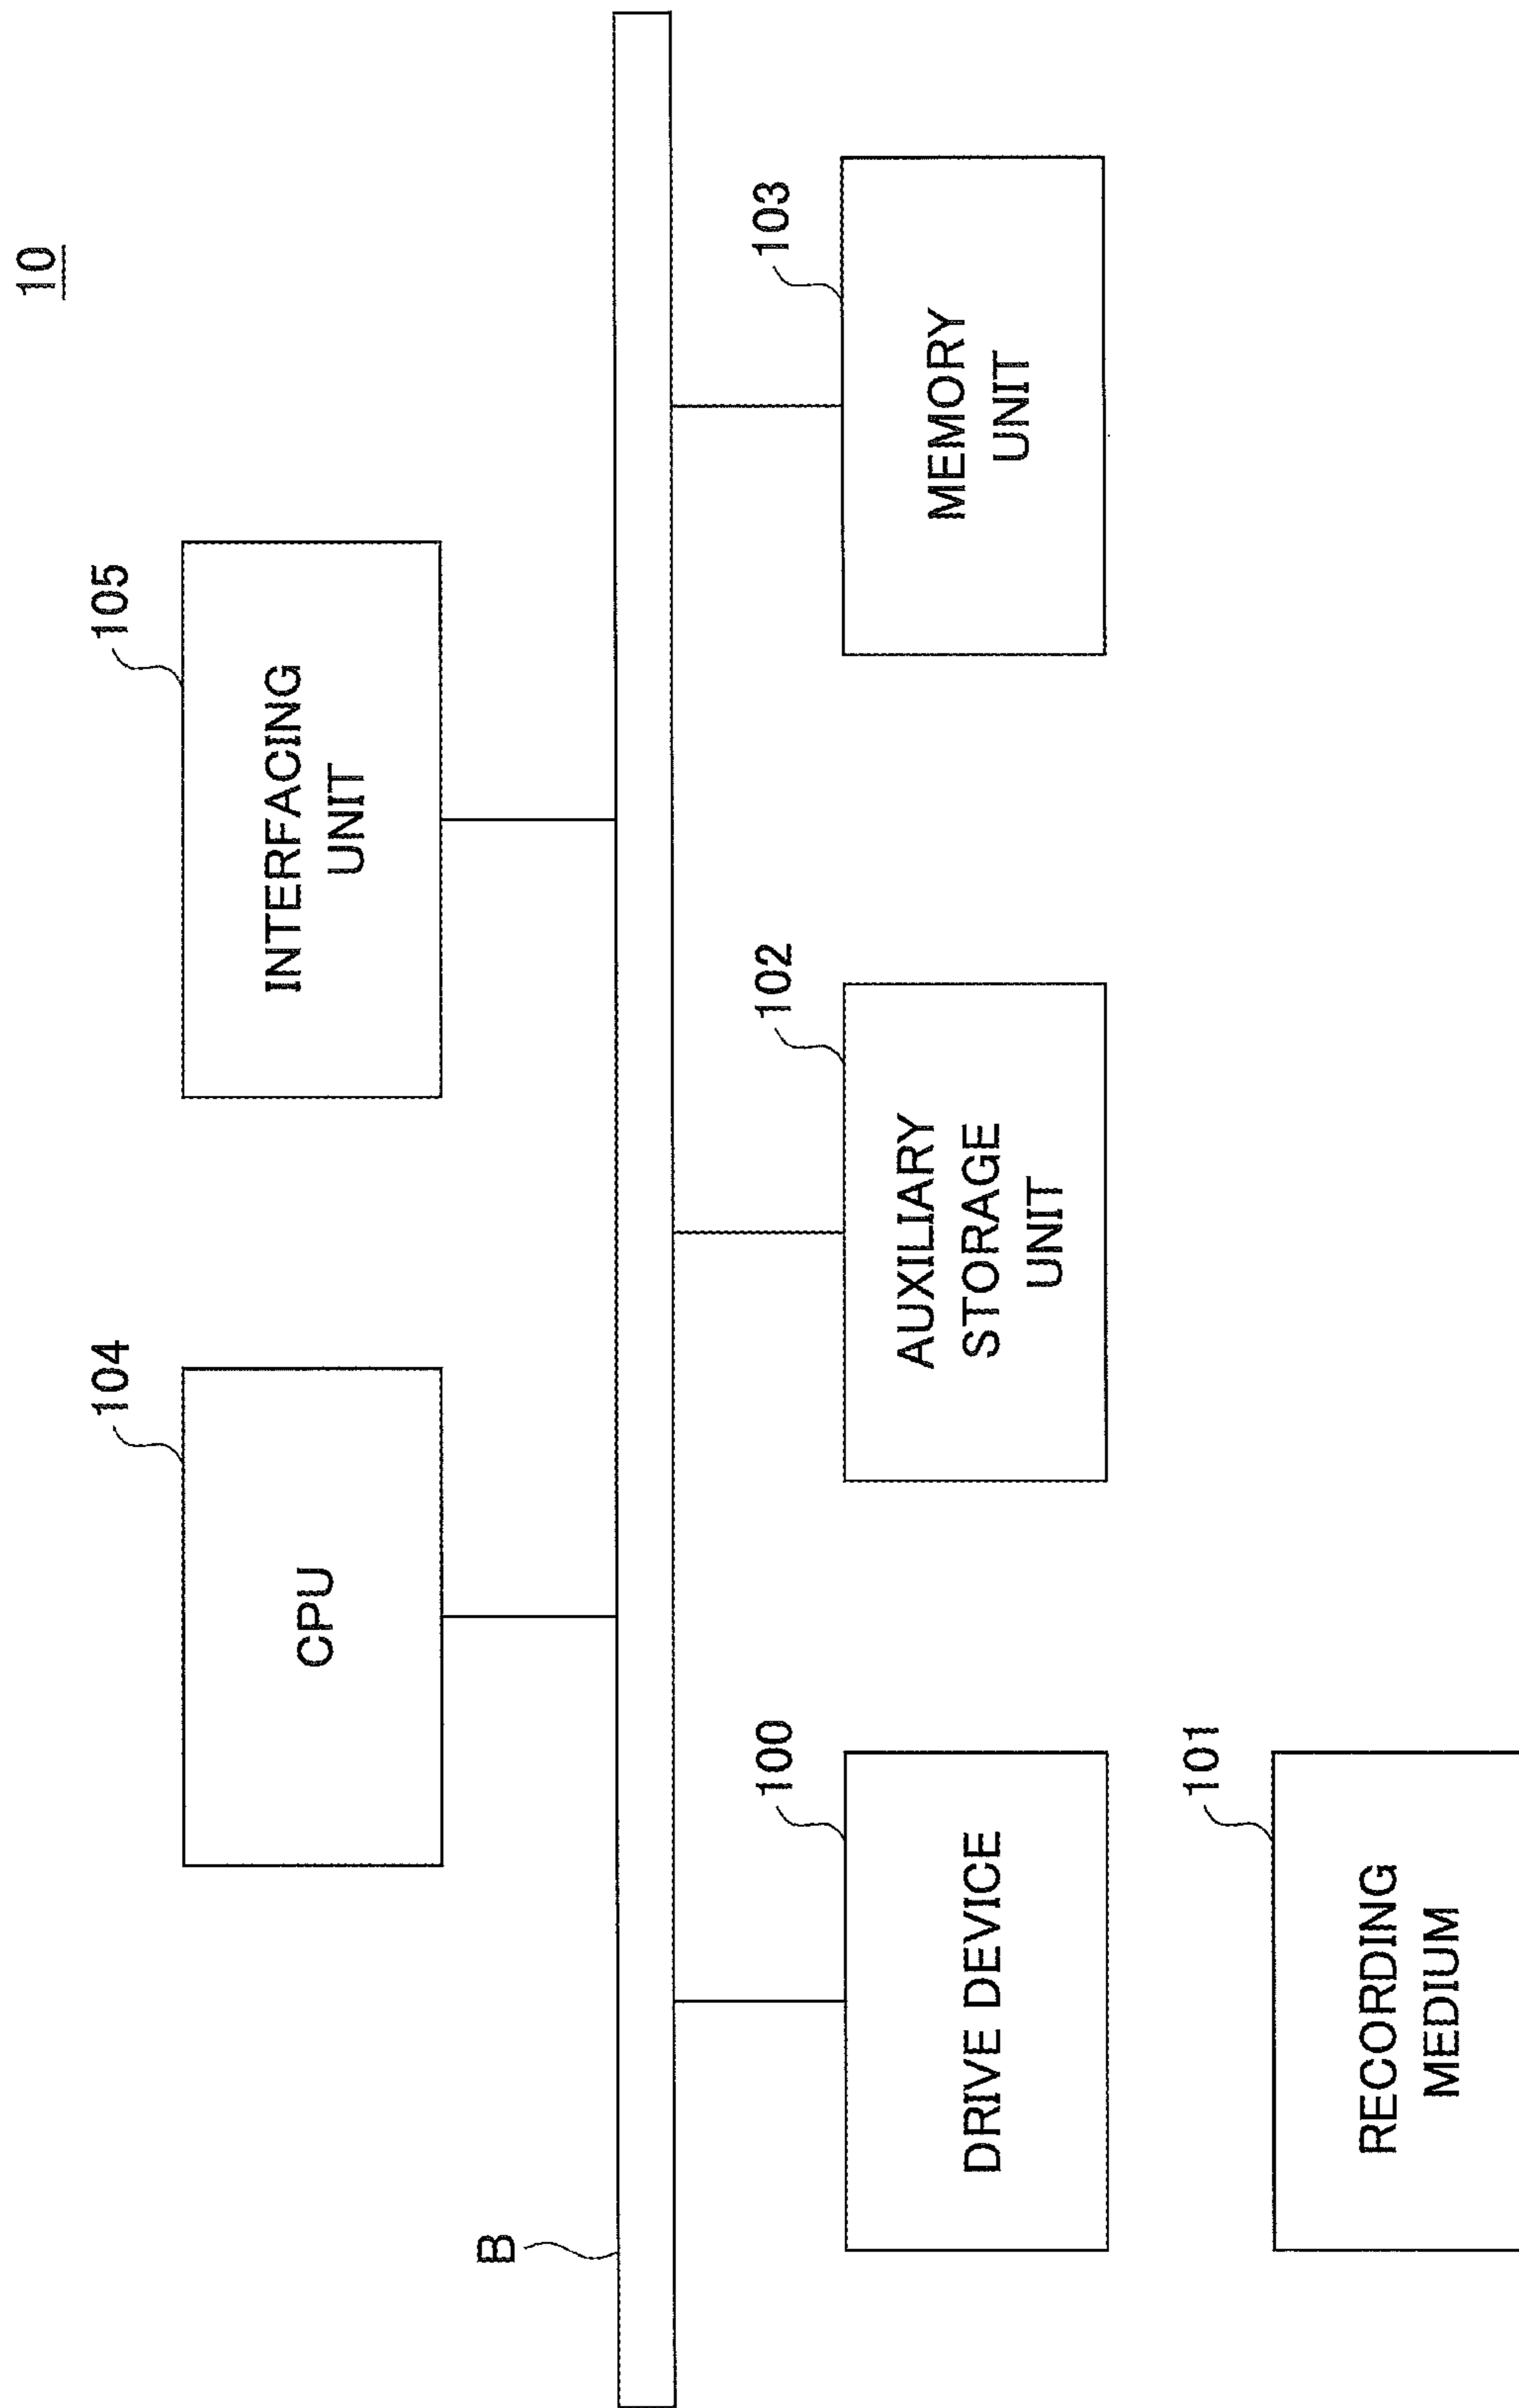 10
104
CPU
105
INTERFACING
UNIT
B
100
DRIVE DEVICE
102
AUXILIARY
STORAGE
UNIT
103
MEMORY
UNIT
101
RECORDING
MEDIUM